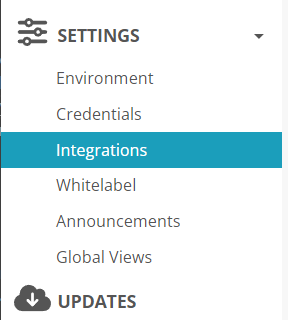 SETTINGS
Environment
Credentials
Integrations
Whitelabel
Announcements
Global Views
UPDATES